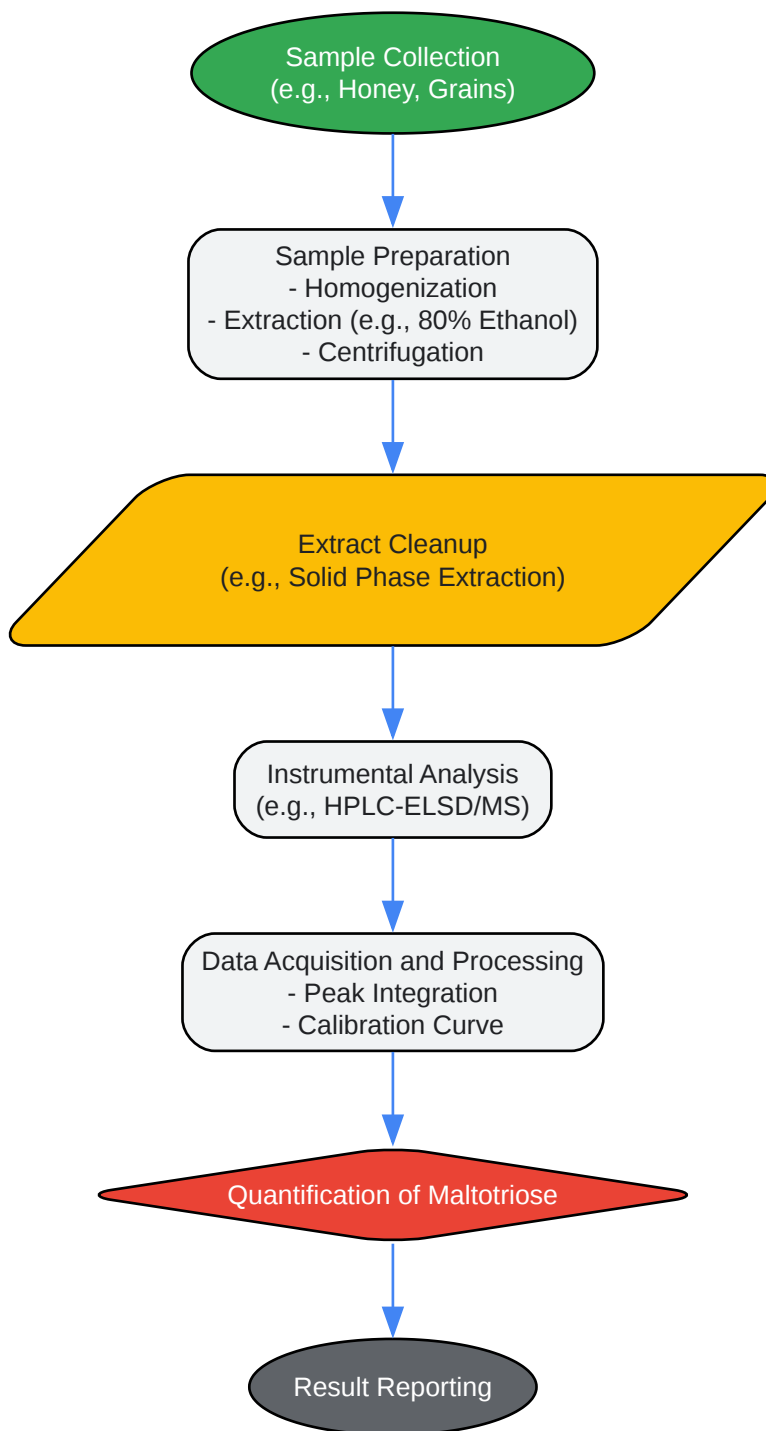 Sample Collection
(e.g., Honey, Grains)
Sample Preparation
- Homogenization
- Extraction (e.g., 80% Ethanol)
- Centrifugation
Extract Cleanup
(e.g., Solid Phase Extraction)
Instrumental Analysis
(e.g., HPLC-ELSD/MS)
Data Acquisition and Processing
- Peak Integration
- Calibration Curve
Quantification of Maltotriose
Result Reporting